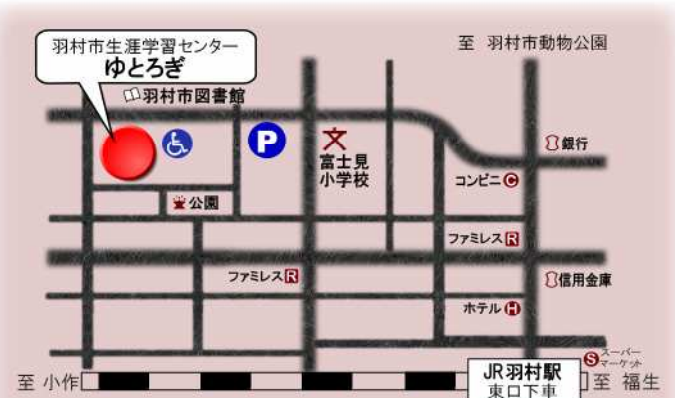 羽村市生涯学習センター
ゆとろぎ
至 羽村市動物公園
羽村市図書館
P
文
富士見
小学校
銀行
コンビニ C
公園
ファミレス R
ファミレス R
信用金庫
ホテル H
S スーパー
マーケット
JR羽村駅
東口下車
至 小作
至 福生